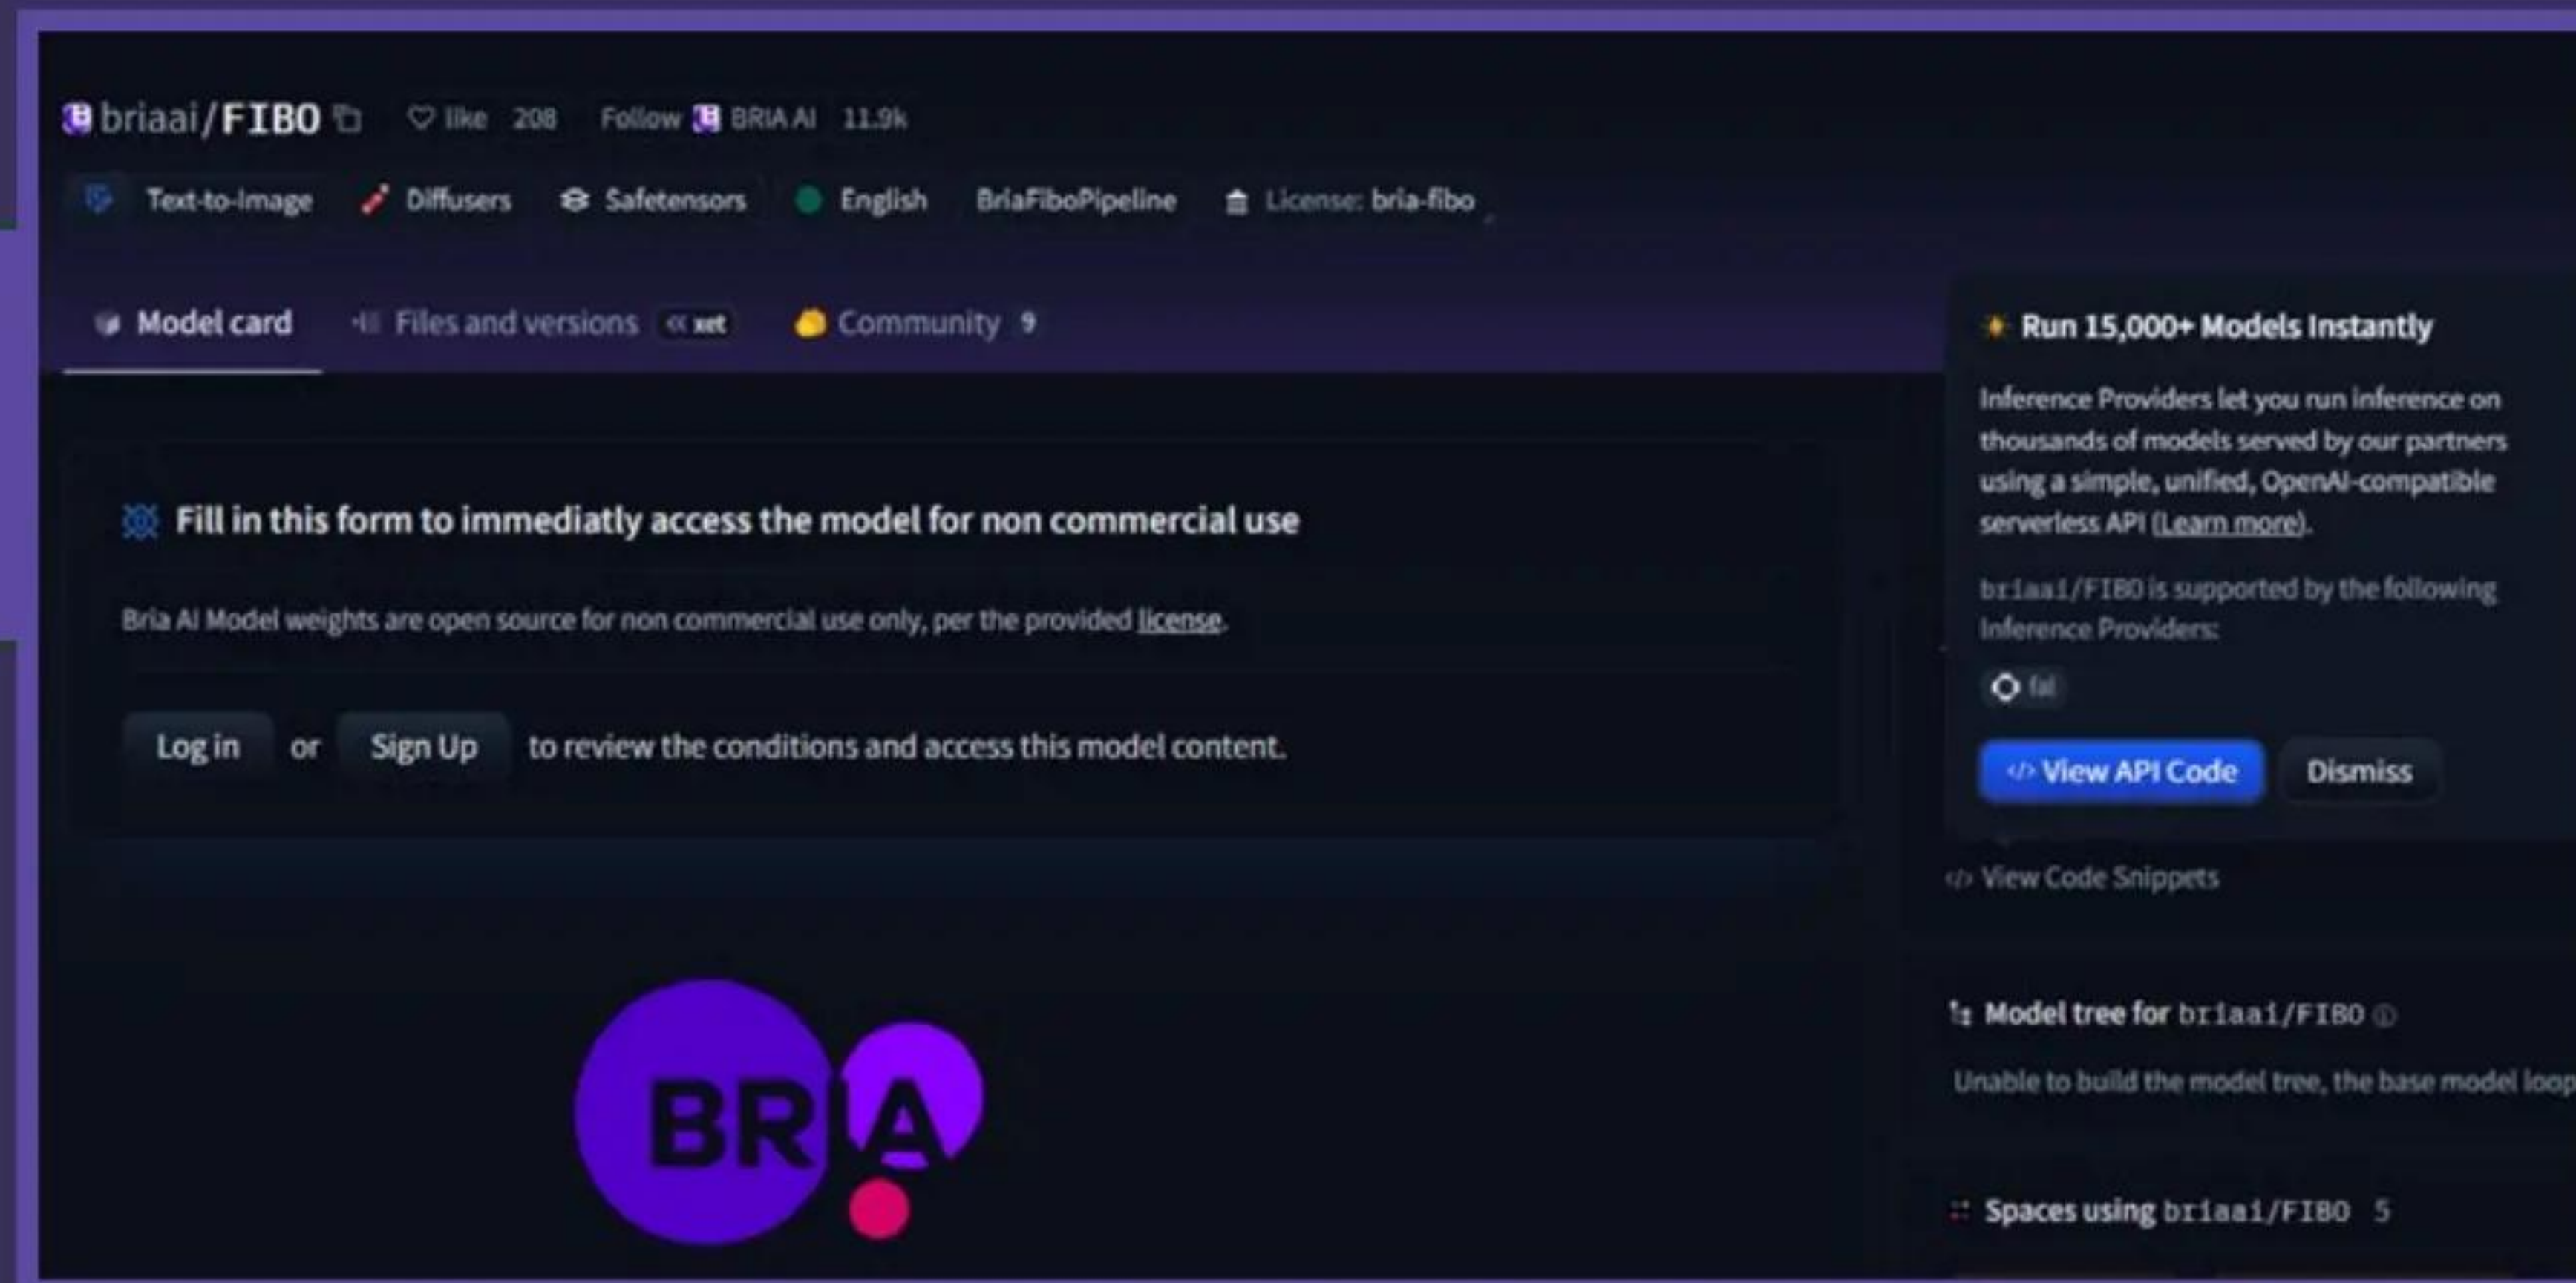 briaai/FIBO like 208 Follow BRIA AI 11.9k
Text-to-Image Diffusers Safetensors English BriaFiboPipeline License: bria-fibo
Model card Files and versions xet Community 9
Fill in this form to immediatly access the model for non commercial use
Bria AI Model weights are open source for non commercial use only, per the provided license.
Log in or Sign Up to review the conditions and access this model content.
BRIA
Run 15,000+ Models Instantly
Inference Providers let you run inference on
thousands of models served by our partners
using a simple, unified, OpenAI-compatible
serverless API (Learn more).
briaai/FIBO is supported by the following
Inference Providers:
fal
</> View API Code Dismiss
</> View Code Snippets
Model tree for briaai/FIBO
Unable to build the model tree, the base model loop
Spaces using briaai/FIBO 5